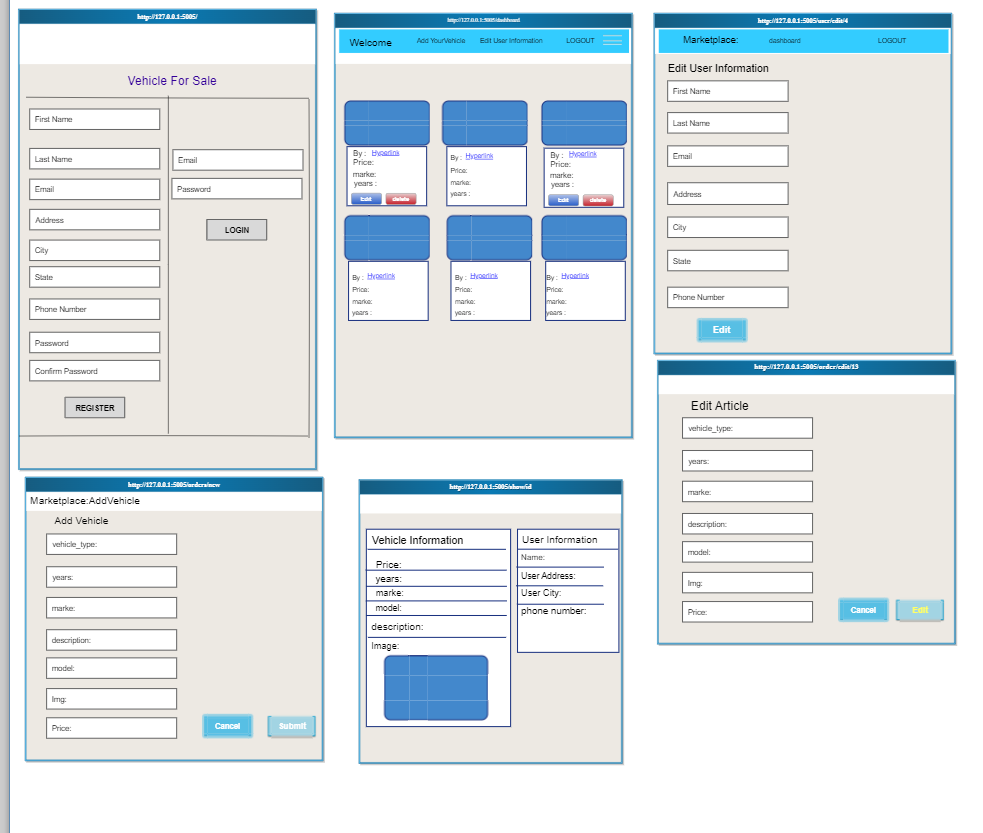 http://127.0.0.1:5005/
Vehicle For Sale
First Name
Last Name
Email
Address
City
State
Phone Number
Password
Confirm Password
REGISTER
Email
Password
LOGIN
http://127.0.0.1:5005/dashboard
Welcome Add YourVehicle Edit User Information LOGOUT
By : Hyperlink
Price:
marke:
years :
Edit delete
By : Hyperlink
Price:
marke:
years :
By : Hyperlink
Price:
marke:
years :
Edit delete
By : Hyperlink
Price:
marke:
years :
By : Hyperlink
Price:
marke:
years :
By : Hyperlink
Price:
marke:
years :
http://127.0.0.1:5005/user/edit/4
Marketplace: dashboard LOGOUT
Edit User Information
First Name
Last Name
Email
Address
City
State
Phone Number
Edit
http://127.0.0.1:5005/orders/new
Marketplace:AddVehicle
Add Vehicle
vehicle_type:
years:
marke:
description:
model:
Img:
Price:
Cancel Submit
http://127.0.0.1:5005/show/id
Vehicle Information
Price:
years:
marke:
model:
description:
Image:
User Information
Name:
User Address:
User City:
phone number:
http://127.0.0.1:5005/order/edit/13
Edit Article
vehicle_type:
years:
marke:
description:
model:
Img:
Price:
Cancel Edit